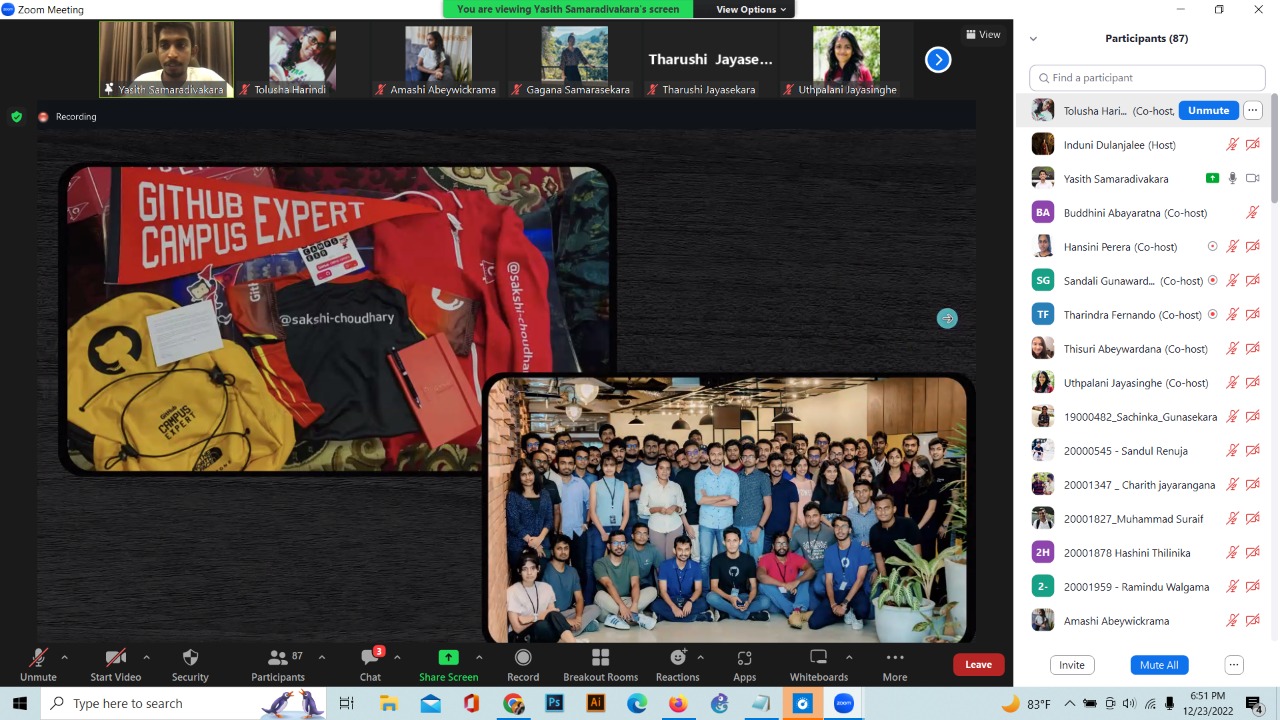 Zoom Meeting
You are viewing Yasith Samaradivakara's screen
View Options
View
Tharushi Jayase...
Yasith Samaradivakara
Tolusha Harindi
Amashi Abeywickrama
Gagana Samarasekara
Tharushi Jayasekara
Uthpalani Jayasinghe
Recording
GITHUB
CAMPUS
EXPERT
@sakshi-choudhary
@sakshi-choudhary
GitHub
CAMPUS
EXPERT
Participants (87)
Find a participant
Tolusha Hari... (Co-host,
Unmute
Induni Dulanjalee (Host)
Yasith Samaradivakara
BA
Buddhini Abayaratna (Co-host)
Hansini Perera (Co-host)
SG
Sandali Gunaward... (Co-host)
TF
Tharindra Fernando (Co-host)
Thisuri Abeywardana (Co-host)
Uthpalani Jayasinghe (Co-host)
19000482_Sachinka_Gunasekara
20000545 - Sandul Renuja
20001347 _ Charith jayarangana
20001827_Muhammad Suraif
2H
20001878-Hashini Thilinika
2-
20001959 - Ramindu Walgama
Amashi Abeywickrama
Invite
Mute All
Unmute
Start Video
Security
87
Participants
3
Chat
Share Screen
Record
Breakout Rooms
Reactions
Apps
Whiteboards
More
Leave
Type here to search
Ps
Ai
zoom
83°F
6:51 PM
12/23/2022
4